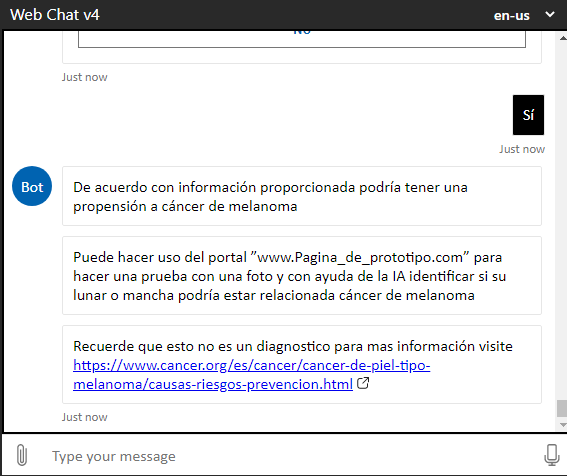 Web Chat v4
en-us
No
Just now
Sí
Just now
Bot
De acuerdo con información proporcionada podría tener una
propensión a cáncer de melanoma
Puede hacer uso del portal ”www.Pagina_de_prototipo.com” para
hacer una prueba con una foto y con ayuda de la IA identificar si su
lunar o mancha podría estar relacionada cáncer de melanoma
Recuerde que esto no es un diagnostico para mas información visite
https://www.cancer.org/es/cancer/cancer-de-piel-tipo-
melanoma/causas-riesgos-prevencion.html
Just now
Type your message